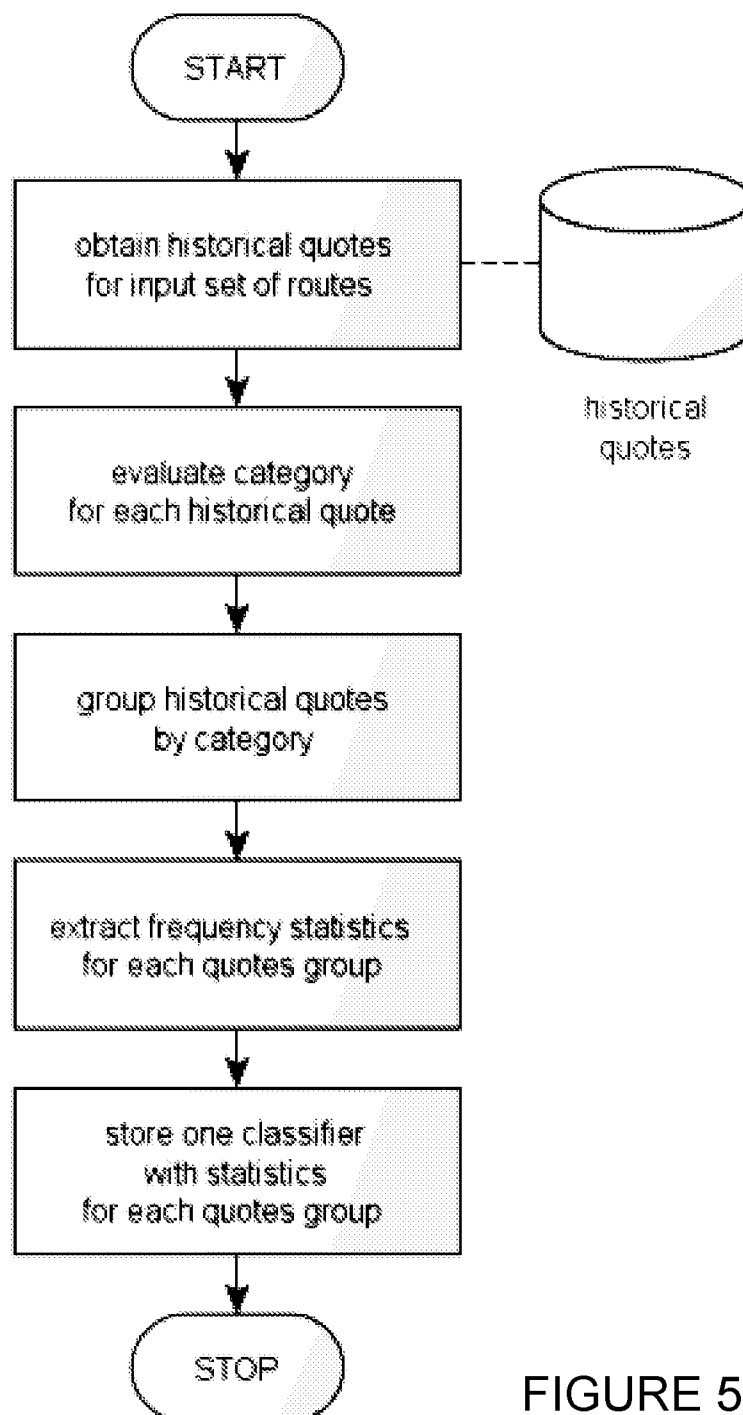 START
obtain historical quotes
for input set of routes
historical
quotes
evaluate category
for each historical quote
group historical quotes
by category
extract frequency statistics
for each quotes group
store one classifier
with statistics
for each quotes group
STOP
FIGURE 5